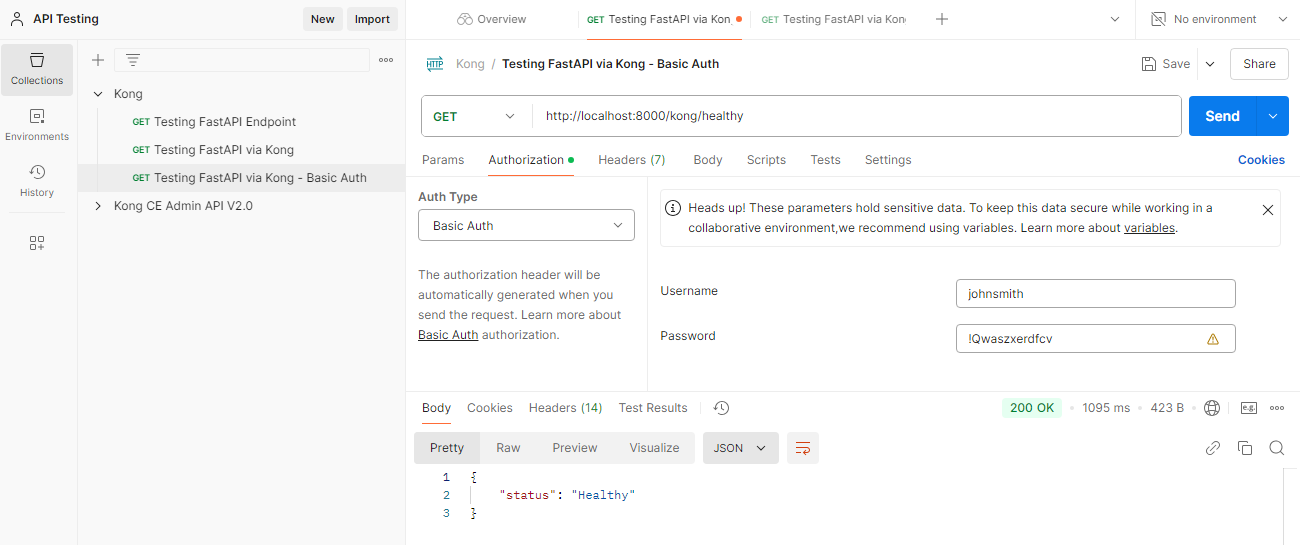 API Testing
New
Import
Overview
GET Testing FastAPI via Kong
GET Testing FastAPI via Kon
No environment
Collections
Environments
History
Kong
GET Testing FastAPI Endpoint
GET Testing FastAPI via Kong
GET Testing FastAPI via Kong - Basic Auth
Kong CE Admin API V2.0
HTTP Kong / Testing FastAPI via Kong - Basic Auth
Save
Share
GET
http://localhost:8000/kong/healthy
Send
Params Authorization Headers (7) Body Scripts Tests Settings
Cookies
Auth Type
Basic Auth
The authorization header will be
automatically generated when you
send the request. Learn more about
Basic Auth authorization.
Heads up! These parameters hold sensitive data. To keep this data secure while working in a
collaborative environment,we recommend using variables. Learn more about variables.
Username
johnsmith
Password
!Qwaszxerdfcv
Body Cookies Headers (14) Test Results
200 OK • 1095 ms • 423 B •
e.g.
Pretty Raw Preview Visualize
JSON
1 {
2 "status": "Healthy"
3 }